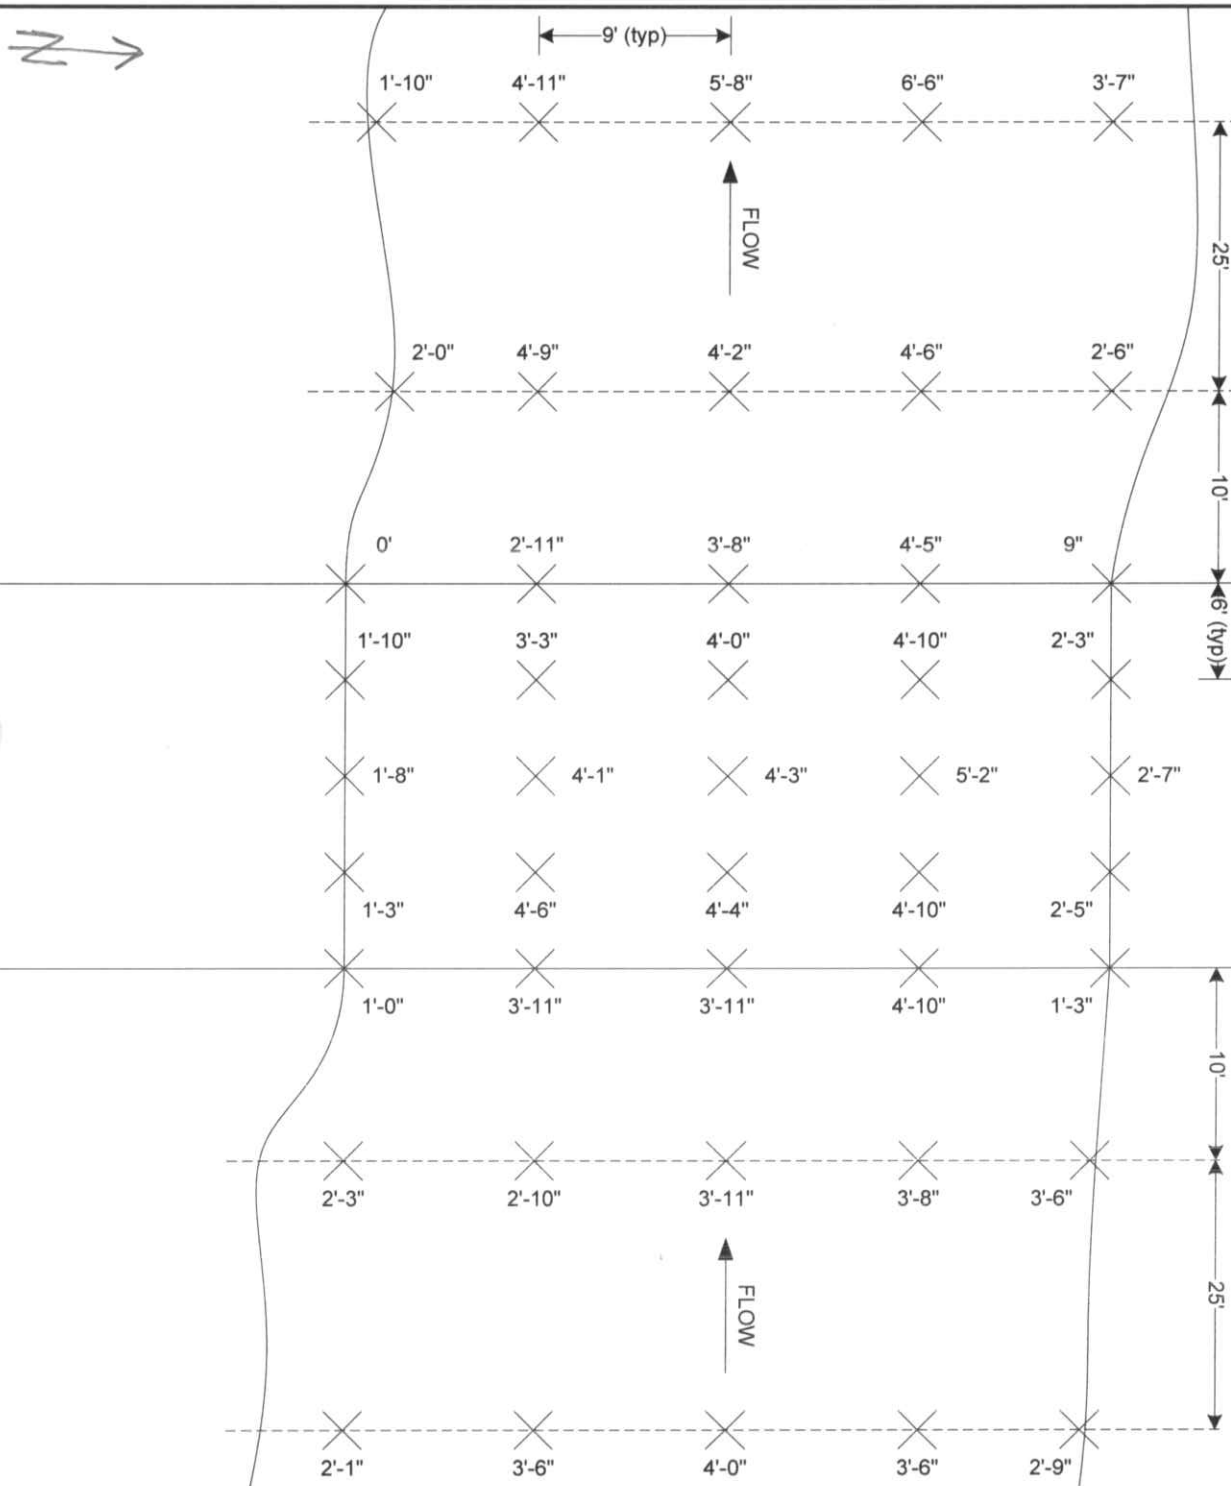 N
9' (typ)
1'-10" 4'-11" 5'-8" 6'-6" 3'-7"
FLOW
25'
2'-0" 4'-9" 4'-2" 4'-6" 2'-6"
10'
0' 2'-11" 3'-8" 4'-5" 9"
6' (typ)
1'-10" 3'-3" 4'-0" 4'-10" 2'-3"
1'-8" 4'-1" 4'-3" 5'-2" 2'-7"
1'-3" 4'-6" 4'-4" 4'-10" 2'-5"
1'-0" 3'-11" 3'-11" 4'-10" 1'-3"
10'
2'-3" 2'-10" 3'-11" 3'-8" 3'-6"
FLOW
25'
2'-1" 3'-6" 4'-0" 3'-6" 2'-9"